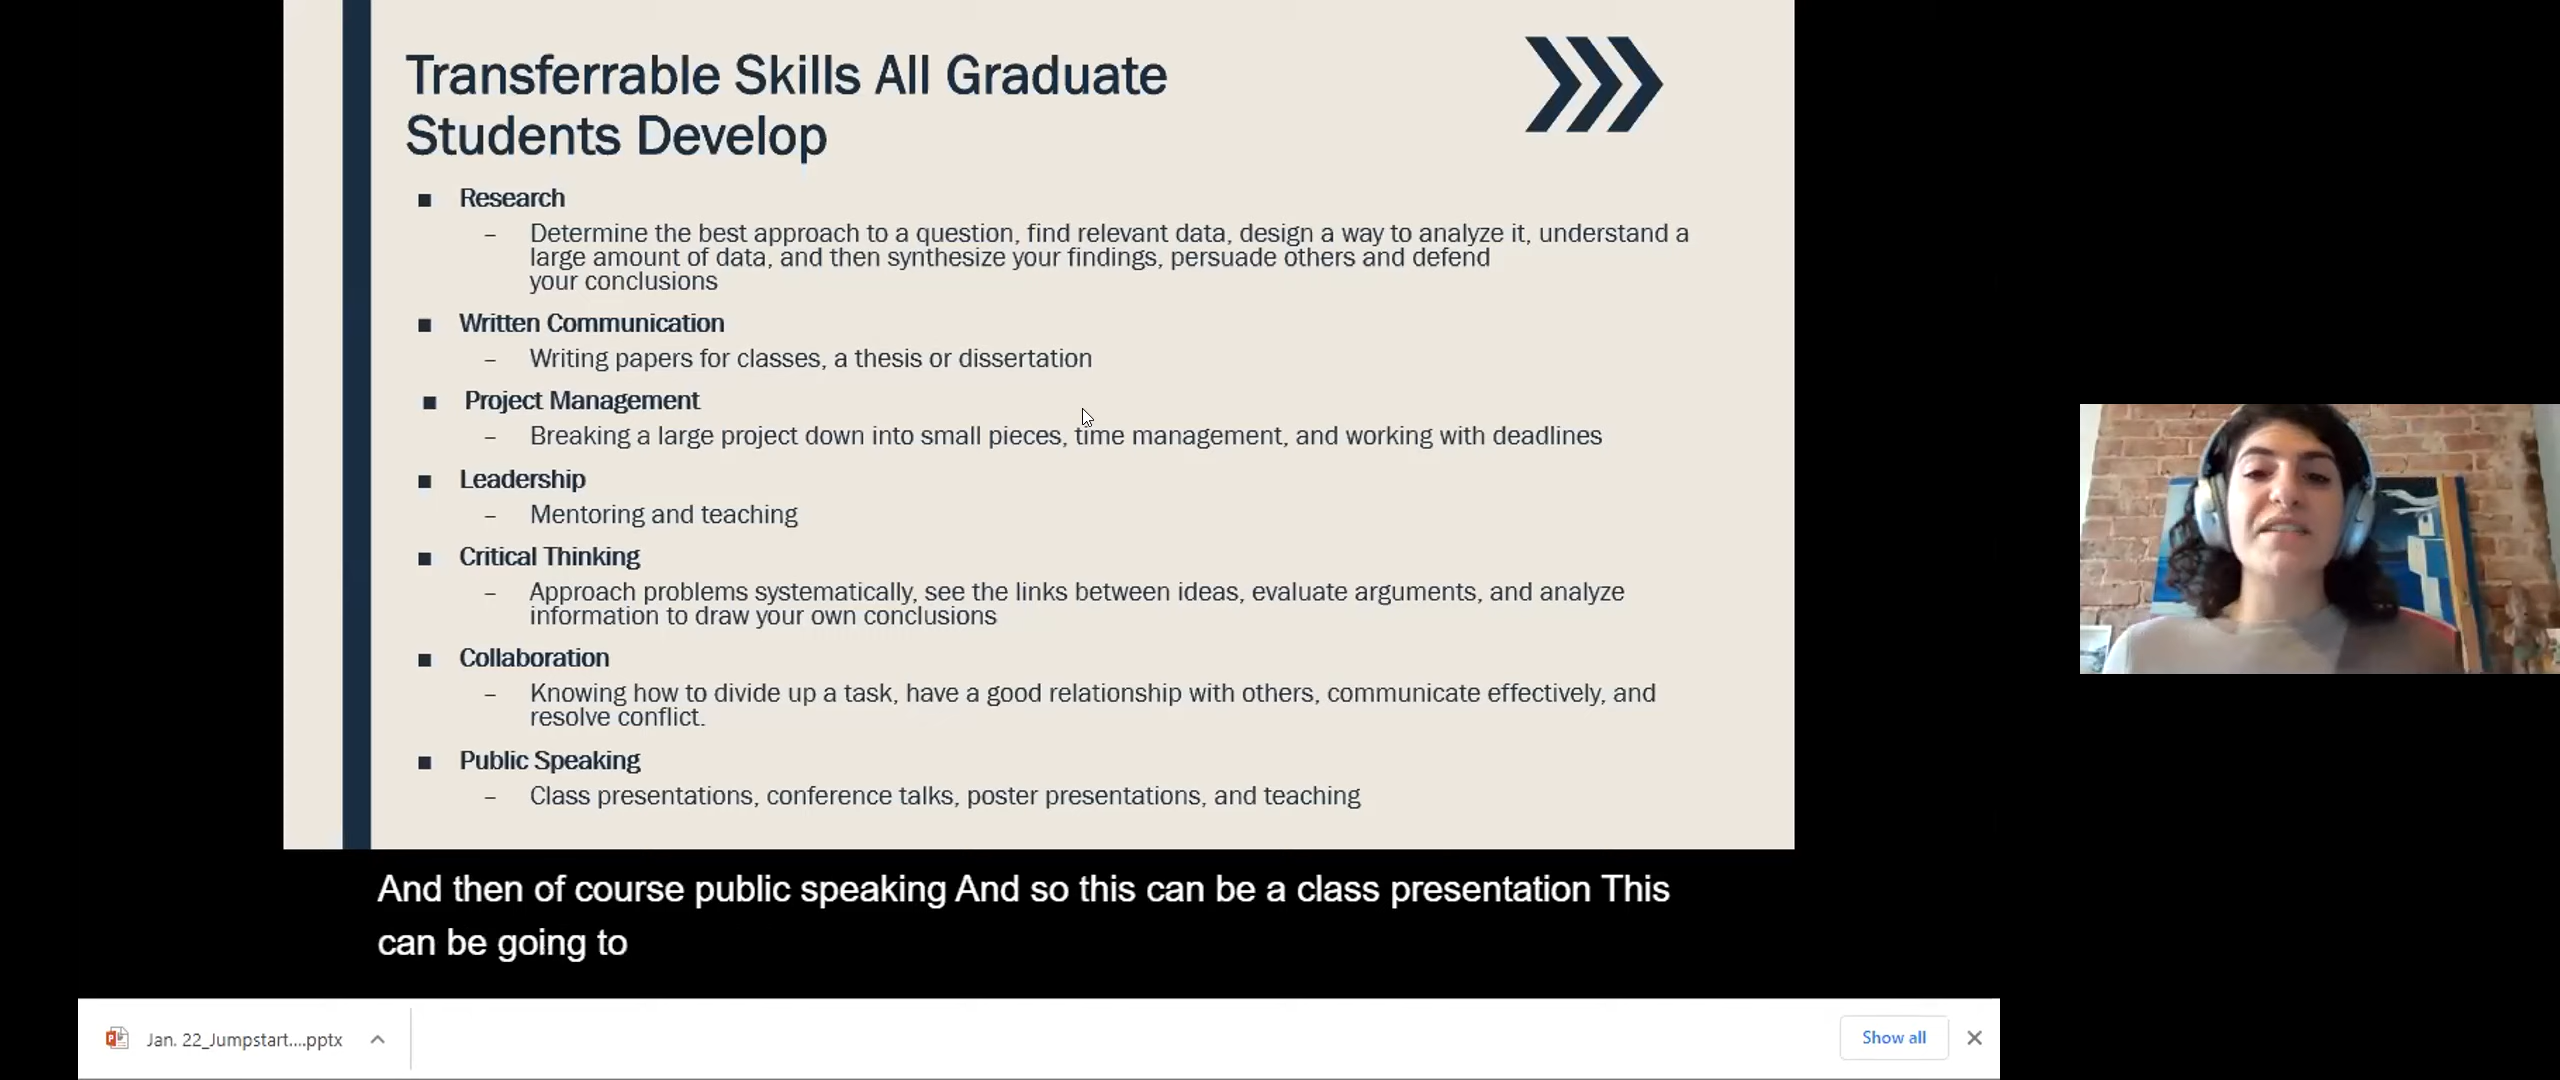 Transferrable Skills All Graduate
Students Develop
■ Research
– Determine the best approach to a question, find relevant data, design a way to analyze it, understand a
large amount of data, and then synthesize your findings, persuade others and defend
your conclusions
■ Written Communication
– Writing papers for classes, a thesis or dissertation
■ Project Management
– Breaking a large project down into small pieces, time management, and working with deadlines
■ Leadership
– Mentoring and teaching
■ Critical Thinking
– Approach problems systematically, see the links between ideas, evaluate arguments, and analyze
information to draw your own conclusions
■ Collaboration
– Knowing how to divide up a task, have a good relationship with others, communicate effectively, and
resolve conflict.
■ Public Speaking
– Class presentations, conference talks, poster presentations, and teaching
And then of course public speaking And so this can be a class presentation This
can be going to
Jan. 22_Jumpstart....pptx
Show all